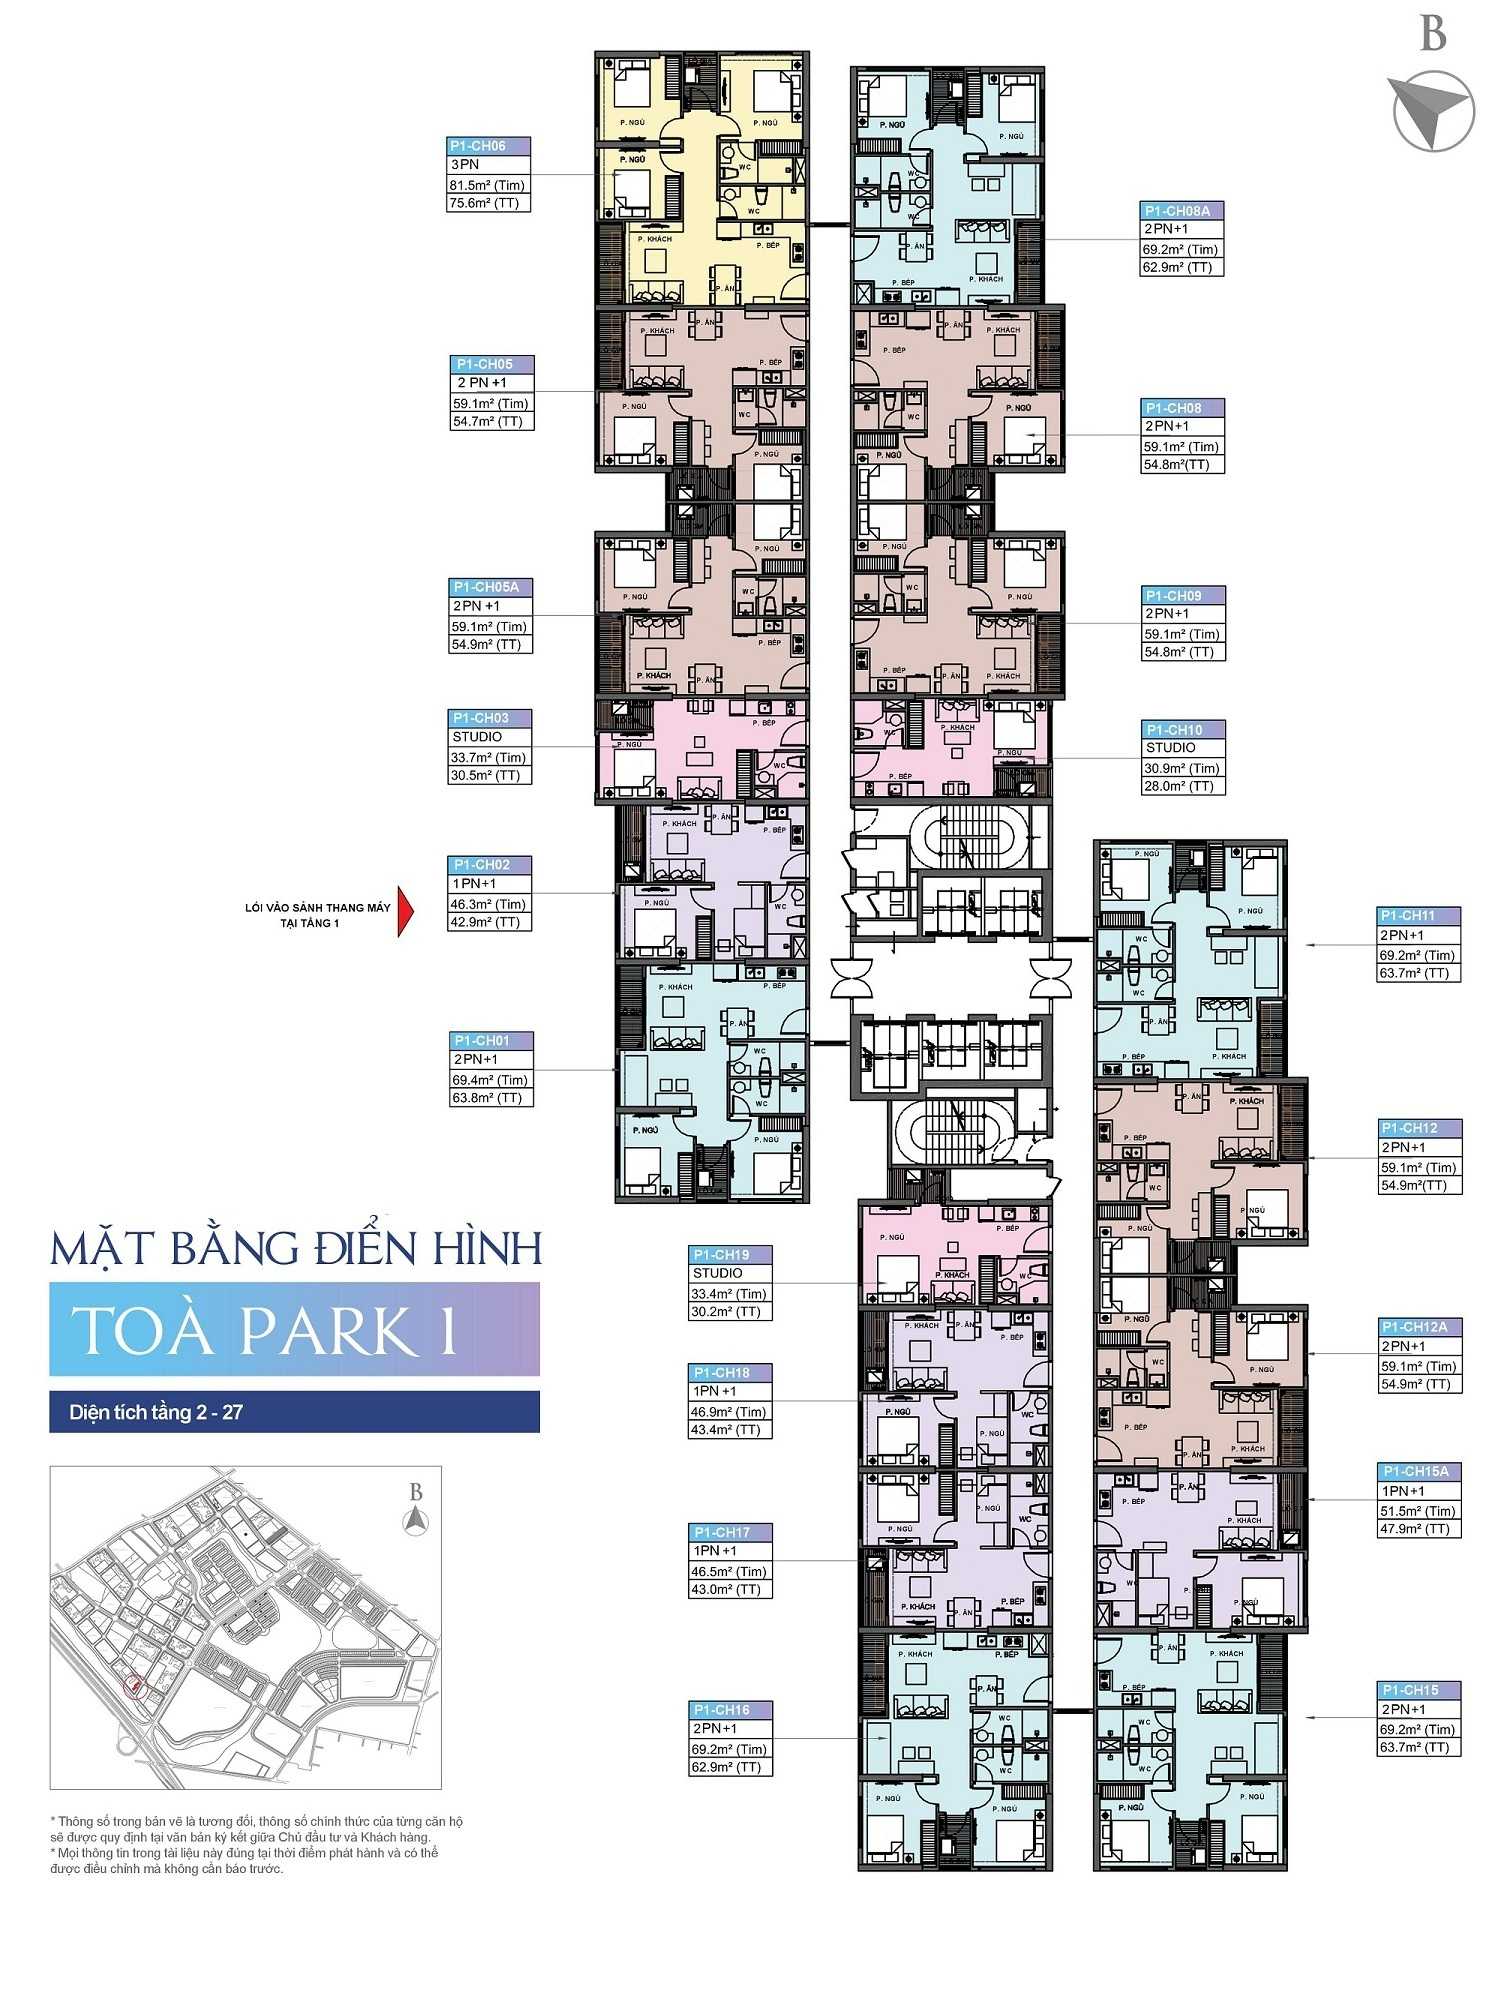 B
P1-CH06
3PN
81.5m² (Tim)
75.6m² (TT)
P1-CH08A
2PN+1
69.2m² (Tim)
62.9m² (TT)
P1-CH05
2 PN +1
59.1m² (Tim)
54.7m² (TT)
P1-CH08
2PN+1
59.1m² (Tim)
54.8m²(TT)
P1-CH05A
2PN +1
59.1m² (Tim)
54.9m² (TT)
P1-CH09
2PN+1
59.1m² (Tim)
54.8m² (TT)
P1-CH03
STUDIO
33.7m² (Tim)
30.5m² (TT)
P1-CH10
STUDIO
30.9m² (Tim)
28.0m² (TT)
P1-CH02
1PN+1
46.3m² (Tim)
42.9m² (TT)
LỐI VÀO SẢNH THANG MÁY
TẠI TẦNG 1
P1-CH11
2PN+1
69.2m² (Tim)
63.7m² (TT)
P1-CH01
2PN+1
69.4m² (Tim)
63.8m² (TT)
P1-CH12
2PN+1
59.1m² (Tim)
54.9m²(TT)
MẶT BẰNG ĐIỂN HÌNH
TOÀ PARK 1
Diện tích tầng 2 - 27
P1-CH19
STUDIO
33.4m² (Tim)
30.2m² (TT)
P1-CH12A
2PN+1
59.1m² (Tim)
54.9m² (TT)
P1-CH18
1PN +1
46.9m² (Tim)
43.4m² (TT)
P1-CH15A
1PN+1
51.5m² (Tim)
47.9m² (TT)
P1-CH17
1PN +1
46.5m² (Tim)
43.0m² (TT)
P1-CH16
2PN+1
69.2m² (Tim)
62.9m² (TT)
P1-CH15
2PN+1
69.2m² (Tim)
63.7m² (TT)
B
* Thông số trong bản vẽ là tương đối, thông số chính thức của từng căn hộ
sẽ được quy định tại văn bản ký kết giữa Chủ đầu tư và Khách hàng.
* Mọi thông tin trong tài liệu này đúng tại thời điểm phát hành và có thể
được điều chỉnh mà không cần báo trước.
P. NGỦ
P. NGỦ
P. NGỦ
WC
WC
P. KHÁCH
P. BẾP
P. ĂN